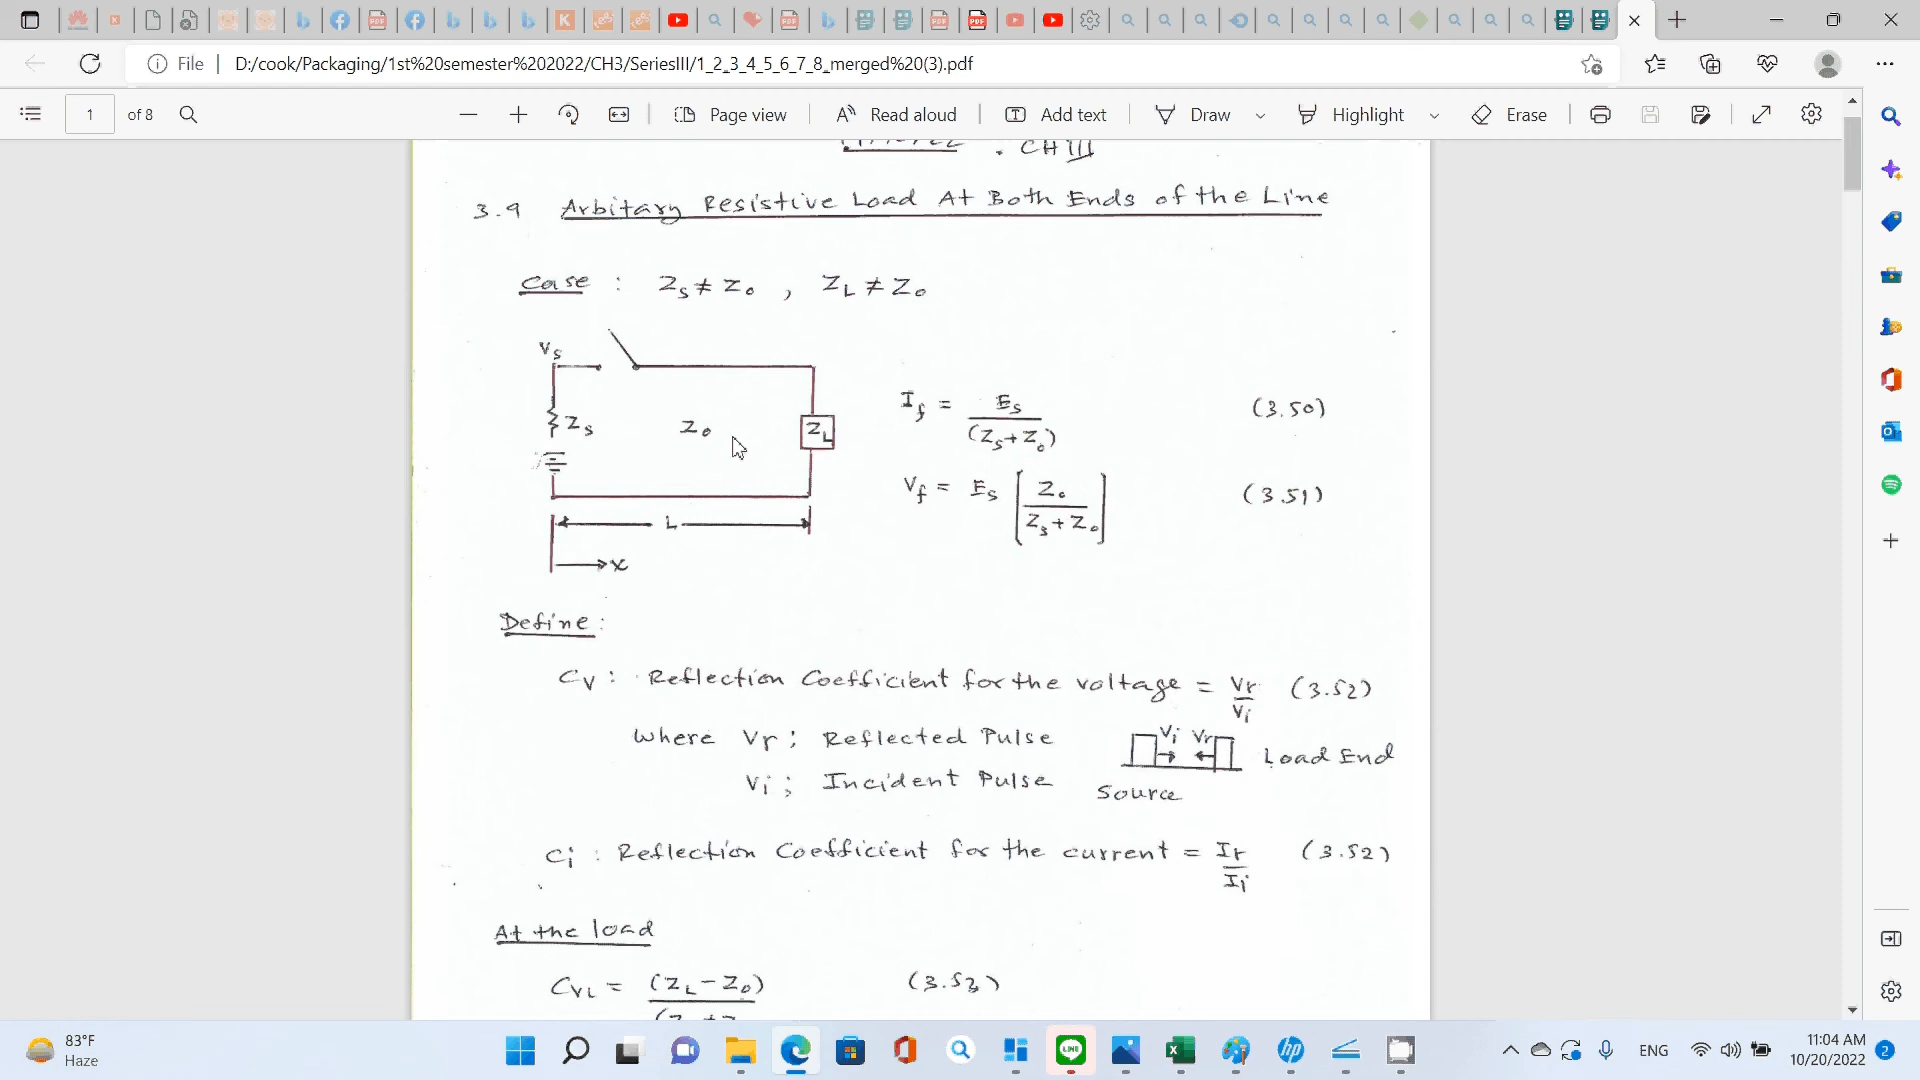 File
D:/cook/Packaging/1st%20semester%202022/CH3/SeriesIII/1_2_3_4_5_6_7_8_merged%20(3).pdf
1 of 8
Page view
Read aloud
Add text
Draw
Highlight
Erase
. CH III
3.9 Arbitary Resistive Load At Both Ends of the Line
Case : Zs ≠ Zo , ZL ≠ Zo
Vs
Zs
Zo
ZL
L
x
If = Es / (Zs+Zo) (3.50)
Vf = Es [Zo / Zs+Zo] (3.51)
Define:
Cv : Reflection Coefficient for the voltage = Vr / Vi (3.52)
Where Vr ; Reflected Pulse
Vi ; Incident Pulse
Vi Vr
Load End
Source
Ci : Reflection Coefficient for the current = Ir / Ii (3.52)
At the load
CVL = (ZL-Zo) (3.53)
83°F
Haze
ENG
11:04 AM
10/20/2022
2